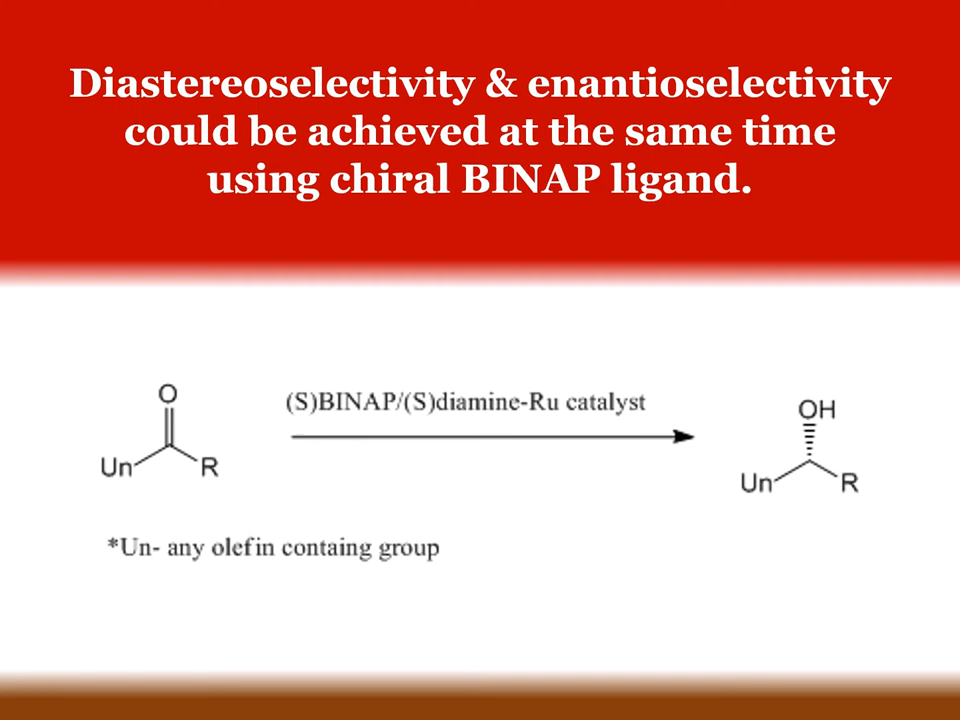 Diastereoselectivity & enantioselectivity
could be achieved at the same time
using chiral BINAP ligand.
O
(S)BINAP/(S)diamine-Ru catalyst
OH
Un
R
Un
R
*Un- any olefin containg group